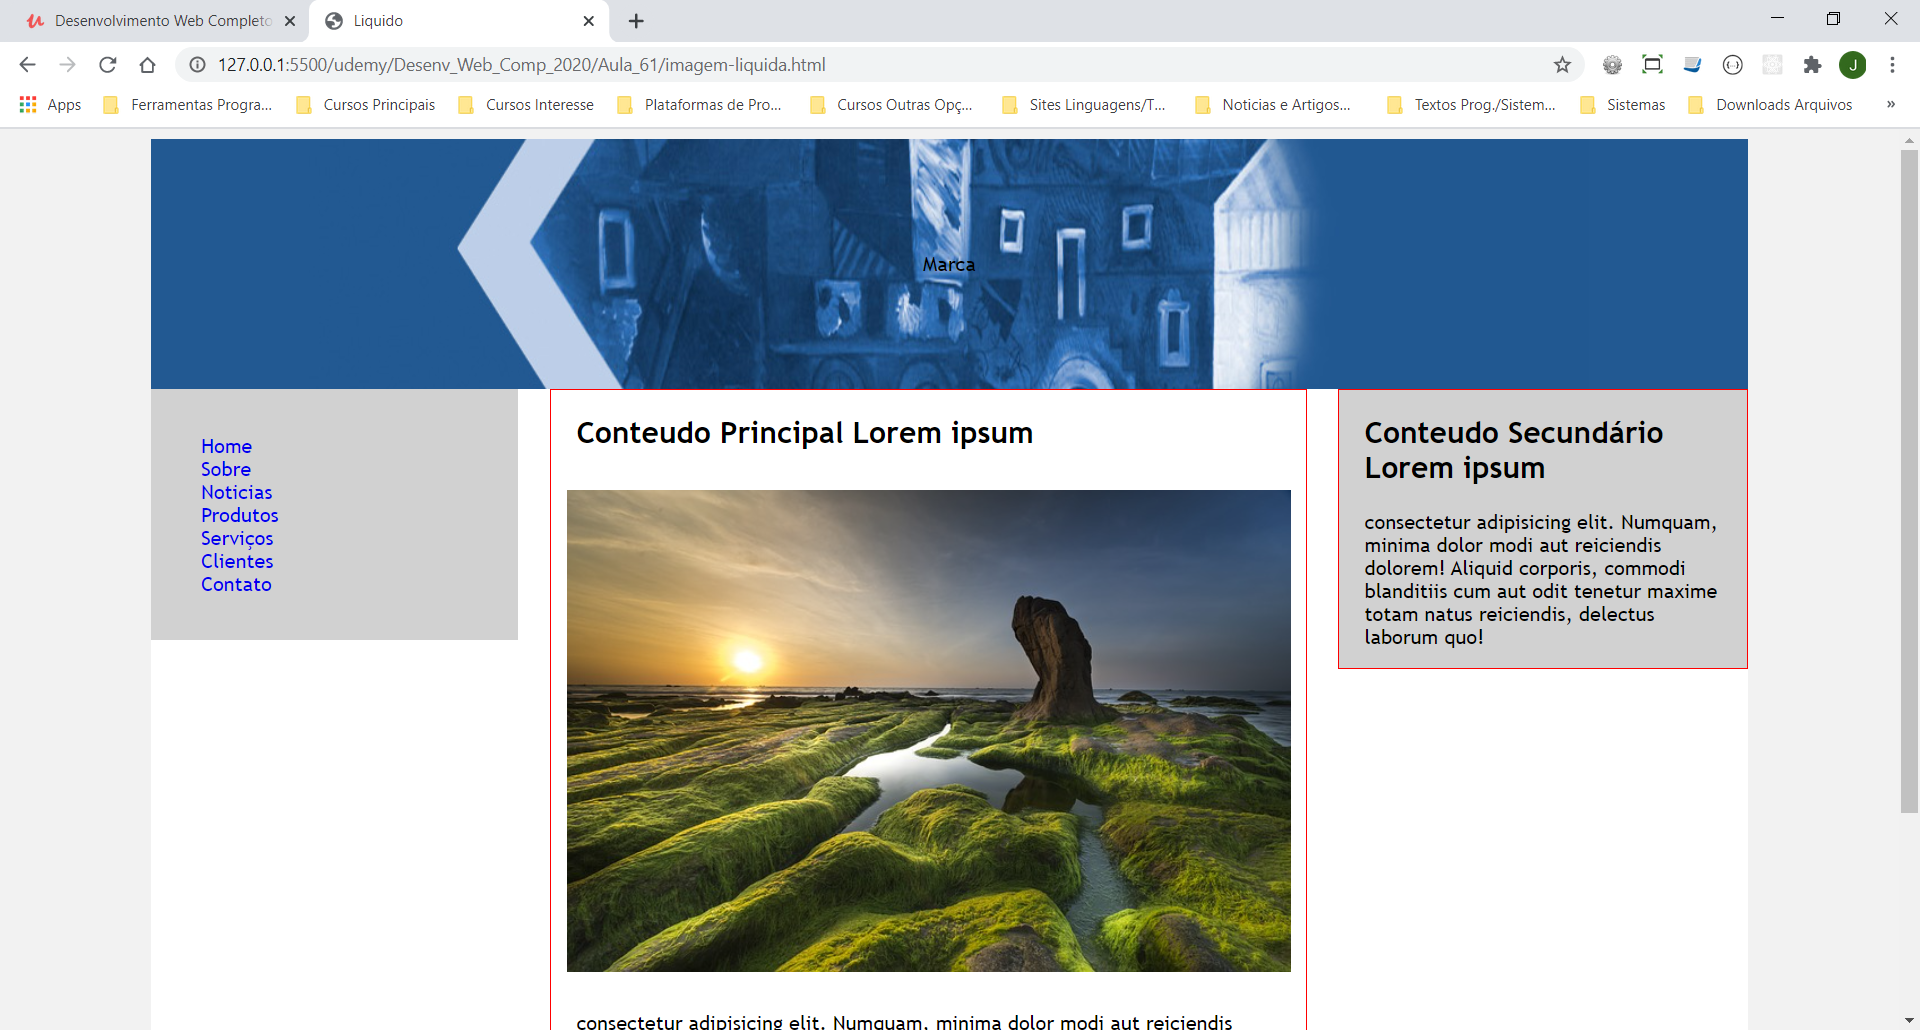 Desenvolvimento Web Completo
Liquido
127.0.0.1:5500/udemy/Desenv_Web_Comp_2020/Aula_61/imagem-liquida.html
J
Apps
Ferramentas Progra...
Cursos Principais
Cursos Interesse
Plataformas de Pro...
Cursos Outras Opç...
Sites Linguagens/T...
Noticias e Artigos...
Textos Prog./Sistem...
Sistemas
Downloads Arquivos
»
Marca
Home
Sobre
Noticias
Produtos
Serviços
Clientes
Contato
Conteudo Principal Lorem ipsum
consectetur adipisicing elit. Numquam, minima dolor modi aut reiciendis
Conteudo Secundário
Lorem ipsum
consectetur adipisicing elit. Numquam,
minima dolor modi aut reiciendis
dolorem! Aliquid corporis, commodi
blanditiis cum aut odit tenetur maxime
totam natus reiciendis, delectus
laborum quo!